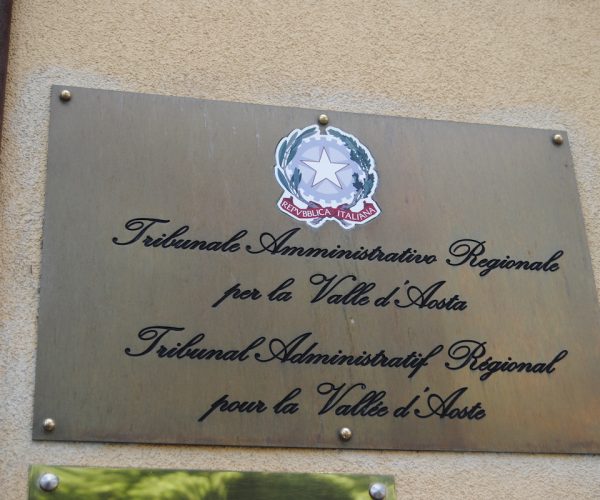 REPVBBLICA ITALIANA
Tribunale Amministrativo Regionale
per la Valle d'Aosta
Tribunal Administratif Régional
pour la Vallée d'Aoste